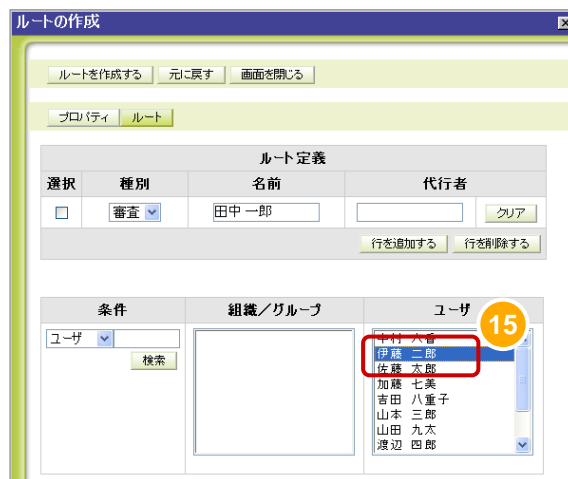 ルートの作成
ルートを作成する 元に戻す 画面を閉じる
プロパティ ルート
ルート定義
選択 種別 名前 代行者
審査 田中 一郎 クリア
行を追加する 行を削除する
条件 組織／グループ ユーザ
15
ユーザ
検索
中村 六香
伊藤 二郎
佐藤 太郎
加藤 七美
吉田 八重子
山本 三郎
山田 九太
渡辺 四郎